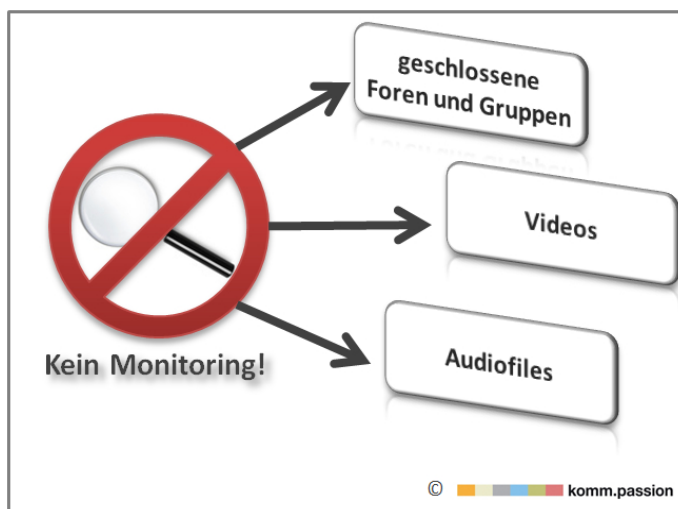 geschlossene
Foren und Gruppen
Videos
Audiofiles
Kein Monitoring!
© komm.passion